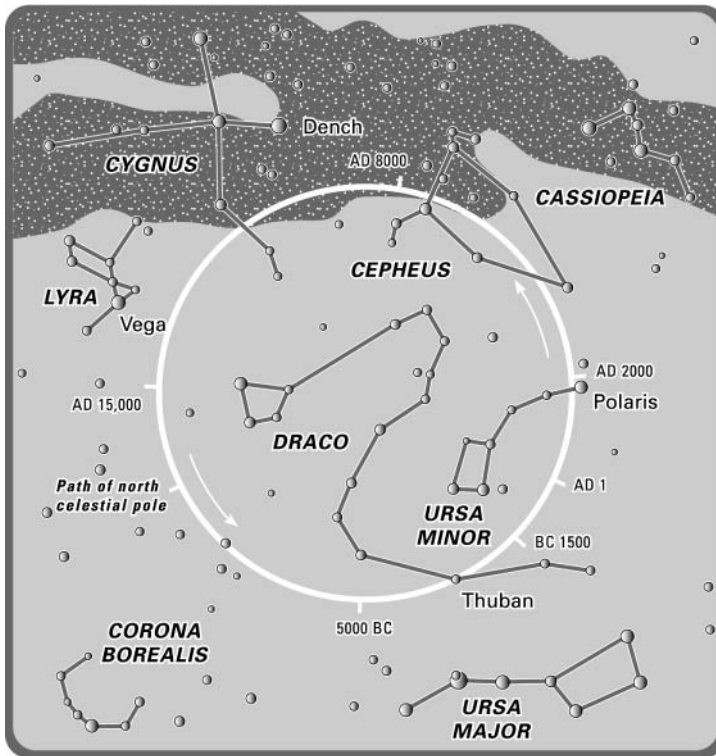 Dench
CYGNUS
AD 8000
CASSIOPEIA
CEPHEUS
LYRA
Vega
AD 2000
AD 15,000
Polaris
DRACO
Path of north
celestial pole
AD 1
URSA
MINOR
BC 1500
Thuban
5000 BC
CORONA
BOREALIS
URSA
MAJOR